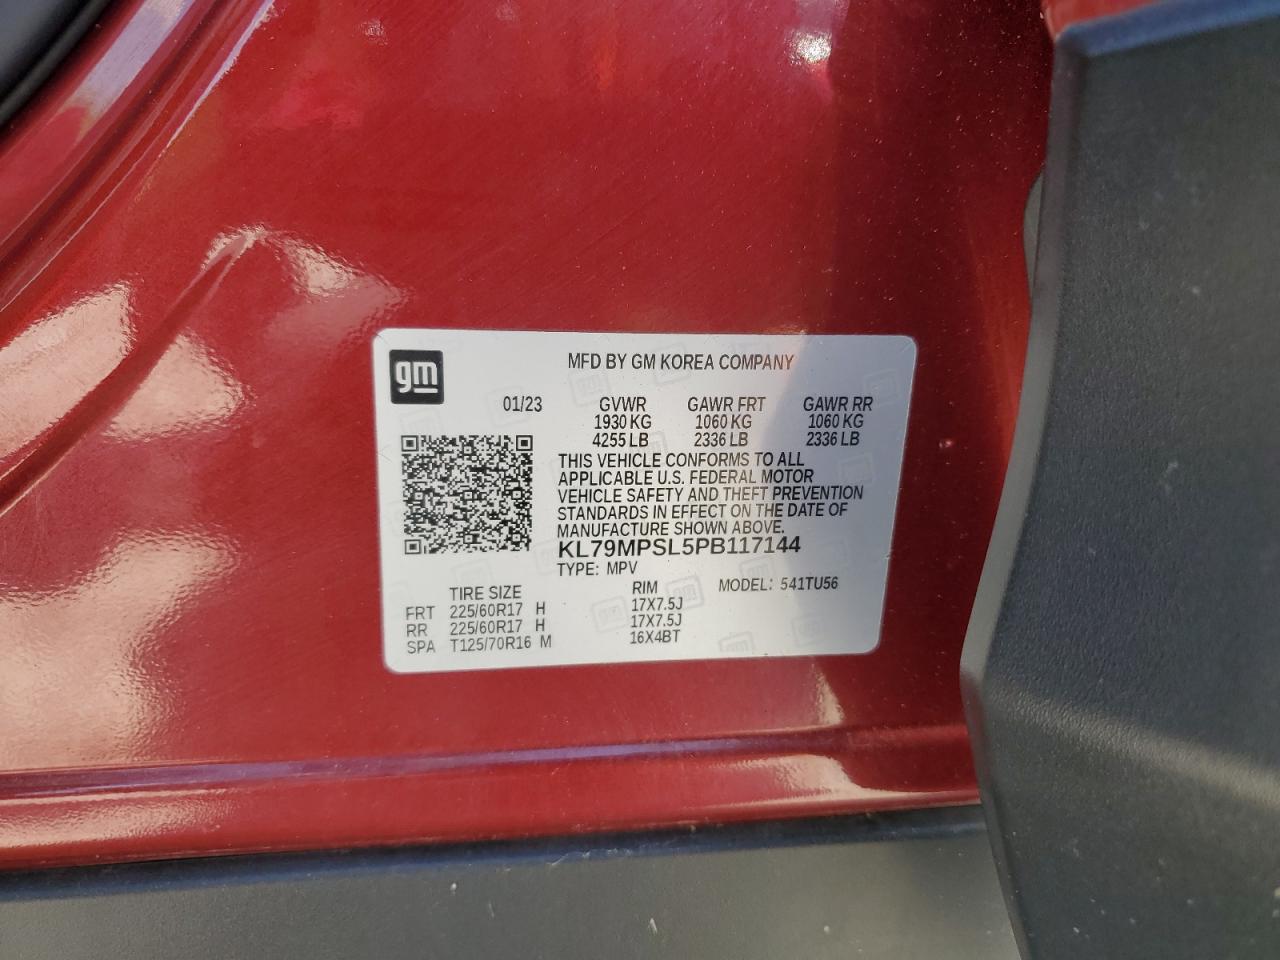 gm
MFD BY GM KOREA COMPANY
01/23 GVWR GAWR FRT GAWR RR
1930 KG 1060 KG 1060 KG
4255 LB 2336 LB 2336 LB
THIS VEHICLE CONFORMS TO ALL
APPLICABLE U.S. FEDERAL MOTOR
VEHICLE SAFETY AND THEFT PREVENTION
STANDARDS IN EFFECT ON THE DATE OF
MANUFACTURE SHOWN ABOVE.
KL79MPSL5PB117144
TYPE: MPV
TIRE SIZE RIM MODEL: 541TU56
FRT 225/60R17 H 17X7.5J
RR 225/60R17 H 17X7.5J
SPA T125/70R16 M 16X4BT